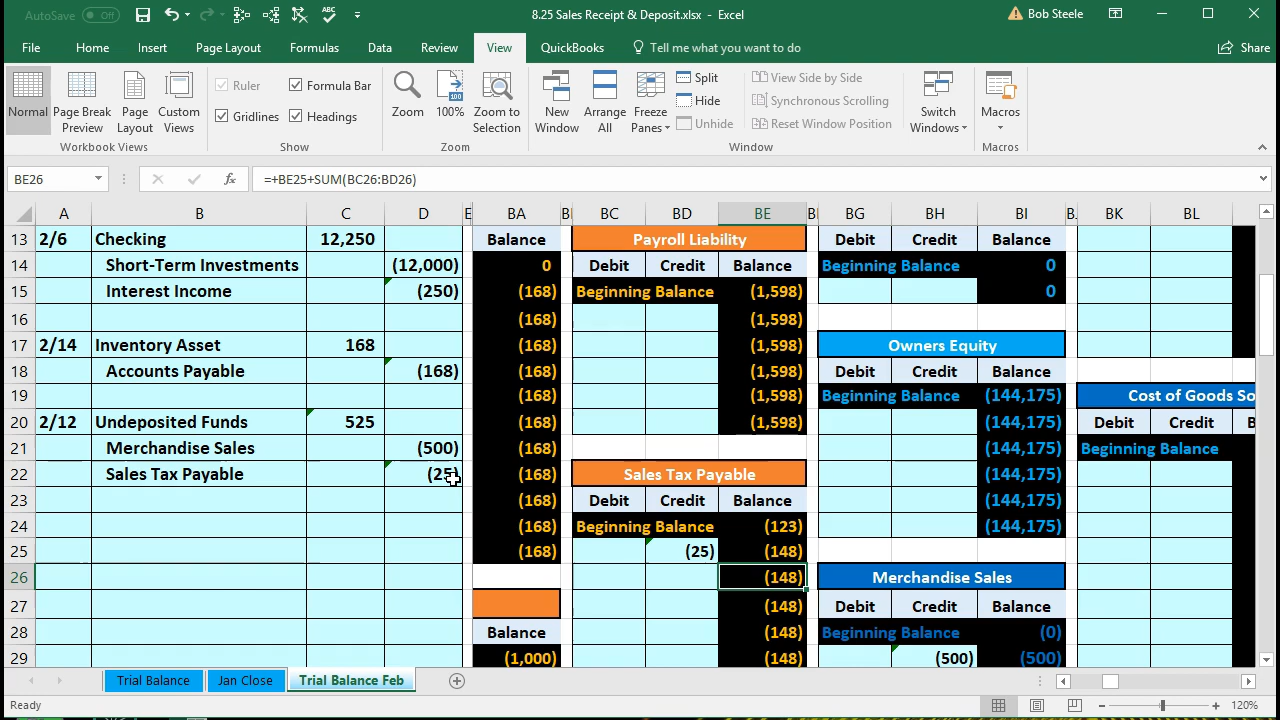 AutoSave Off 8.25 Sales Receipt & Deposit.xlsx - Excel Bob Steele
File Home Insert Page Layout Formulas Data Review View QuickBooks Tell me what you want to do Share
Normal Page Break Preview Page Layout Custom Views
Ruler Formula Bar
Gridlines Headings
Zoom 100% Zoom to Selection
New Window Arrange All Freeze Panes
Split
Hide
Unhide
View Side by Side
Synchronous Scrolling
Reset Window Position
Switch Windows Macros
Workbook Views Show Zoom Window Macros
BE26 fx =+BE25+SUM(BC26:BD26)
A B C D E BA BC BD BE BG BH BI BK BL
13 2/6 Checking 12,250 Balance Payroll Liability Debit Credit Balance
14 Short-Term Investments (12,000) 0 Debit Credit Balance Beginning Balance 0
15 Interest Income (250) (168) Beginning Balance (1,598) 0
16 (168) (1,598)
17 2/14 Inventory Asset 168 (168) (1,598) Owners Equity
18 Accounts Payable (168) (168) (1,598) Debit Credit Balance
19 (168) (1,598) Beginning Balance (144,175) Cost of Goods So
20 2/12 Undeposited Funds 525 (168) (1,598) (144,175) Debit Credit B
21 Merchandise Sales (500) (168) (144,175) Beginning Balance
22 Sales Tax Payable (25) (168) Sales Tax Payable (144,175)
23 (168) Debit Credit Balance (144,175)
24 (168) Beginning Balance (123) (144,175)
25 (168) (25) (148)
26 (148) Merchandise Sales
27 (148) Debit Credit Balance
28 Balance (148) Beginning Balance (0)
29 (1,000) (148) (500) (500)
Trial Balance Jan Close Trial Balance Feb
Ready 120%